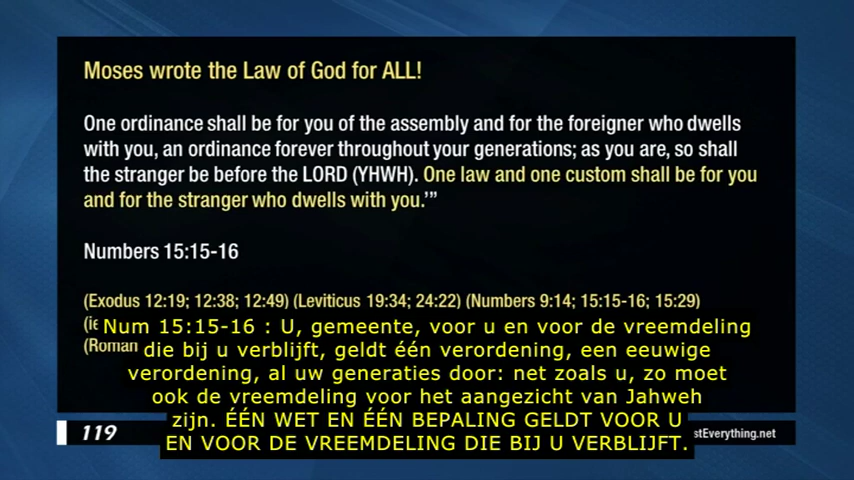 Moses wrote the Law of God for ALL!
One ordinance shall be for you of the assembly and for the foreigner who dwells
with you, an ordinance forever throughout your generations; as you are, so shall
the stranger be before the LORD (YHWH). One law and one custom shall be for you
and for the stranger who dwells with you.’”
Numbers 15:15-16
(Exodus 12:19; 12:38; 12:49) (Leviticus 19:34; 24:22) (Numbers 9:14; 15:15-16; 15:29)
(Roman
Num 15:15-16 : U, gemeente, voor u en voor de vreemdeling
die bij u verblijft, geldt één verordening, een eeuwige
verordening, al uw generaties door: net zoals u, zo moet
ook de vreemdeling voor het aangezicht van Jahweh
zijn. ÉÉN WET EN ÉÉN BEPALING GELDT VOOR U
EN VOOR DE VREEMDELING DIE BIJ U VERBLIJFT.
119
stEverything.net